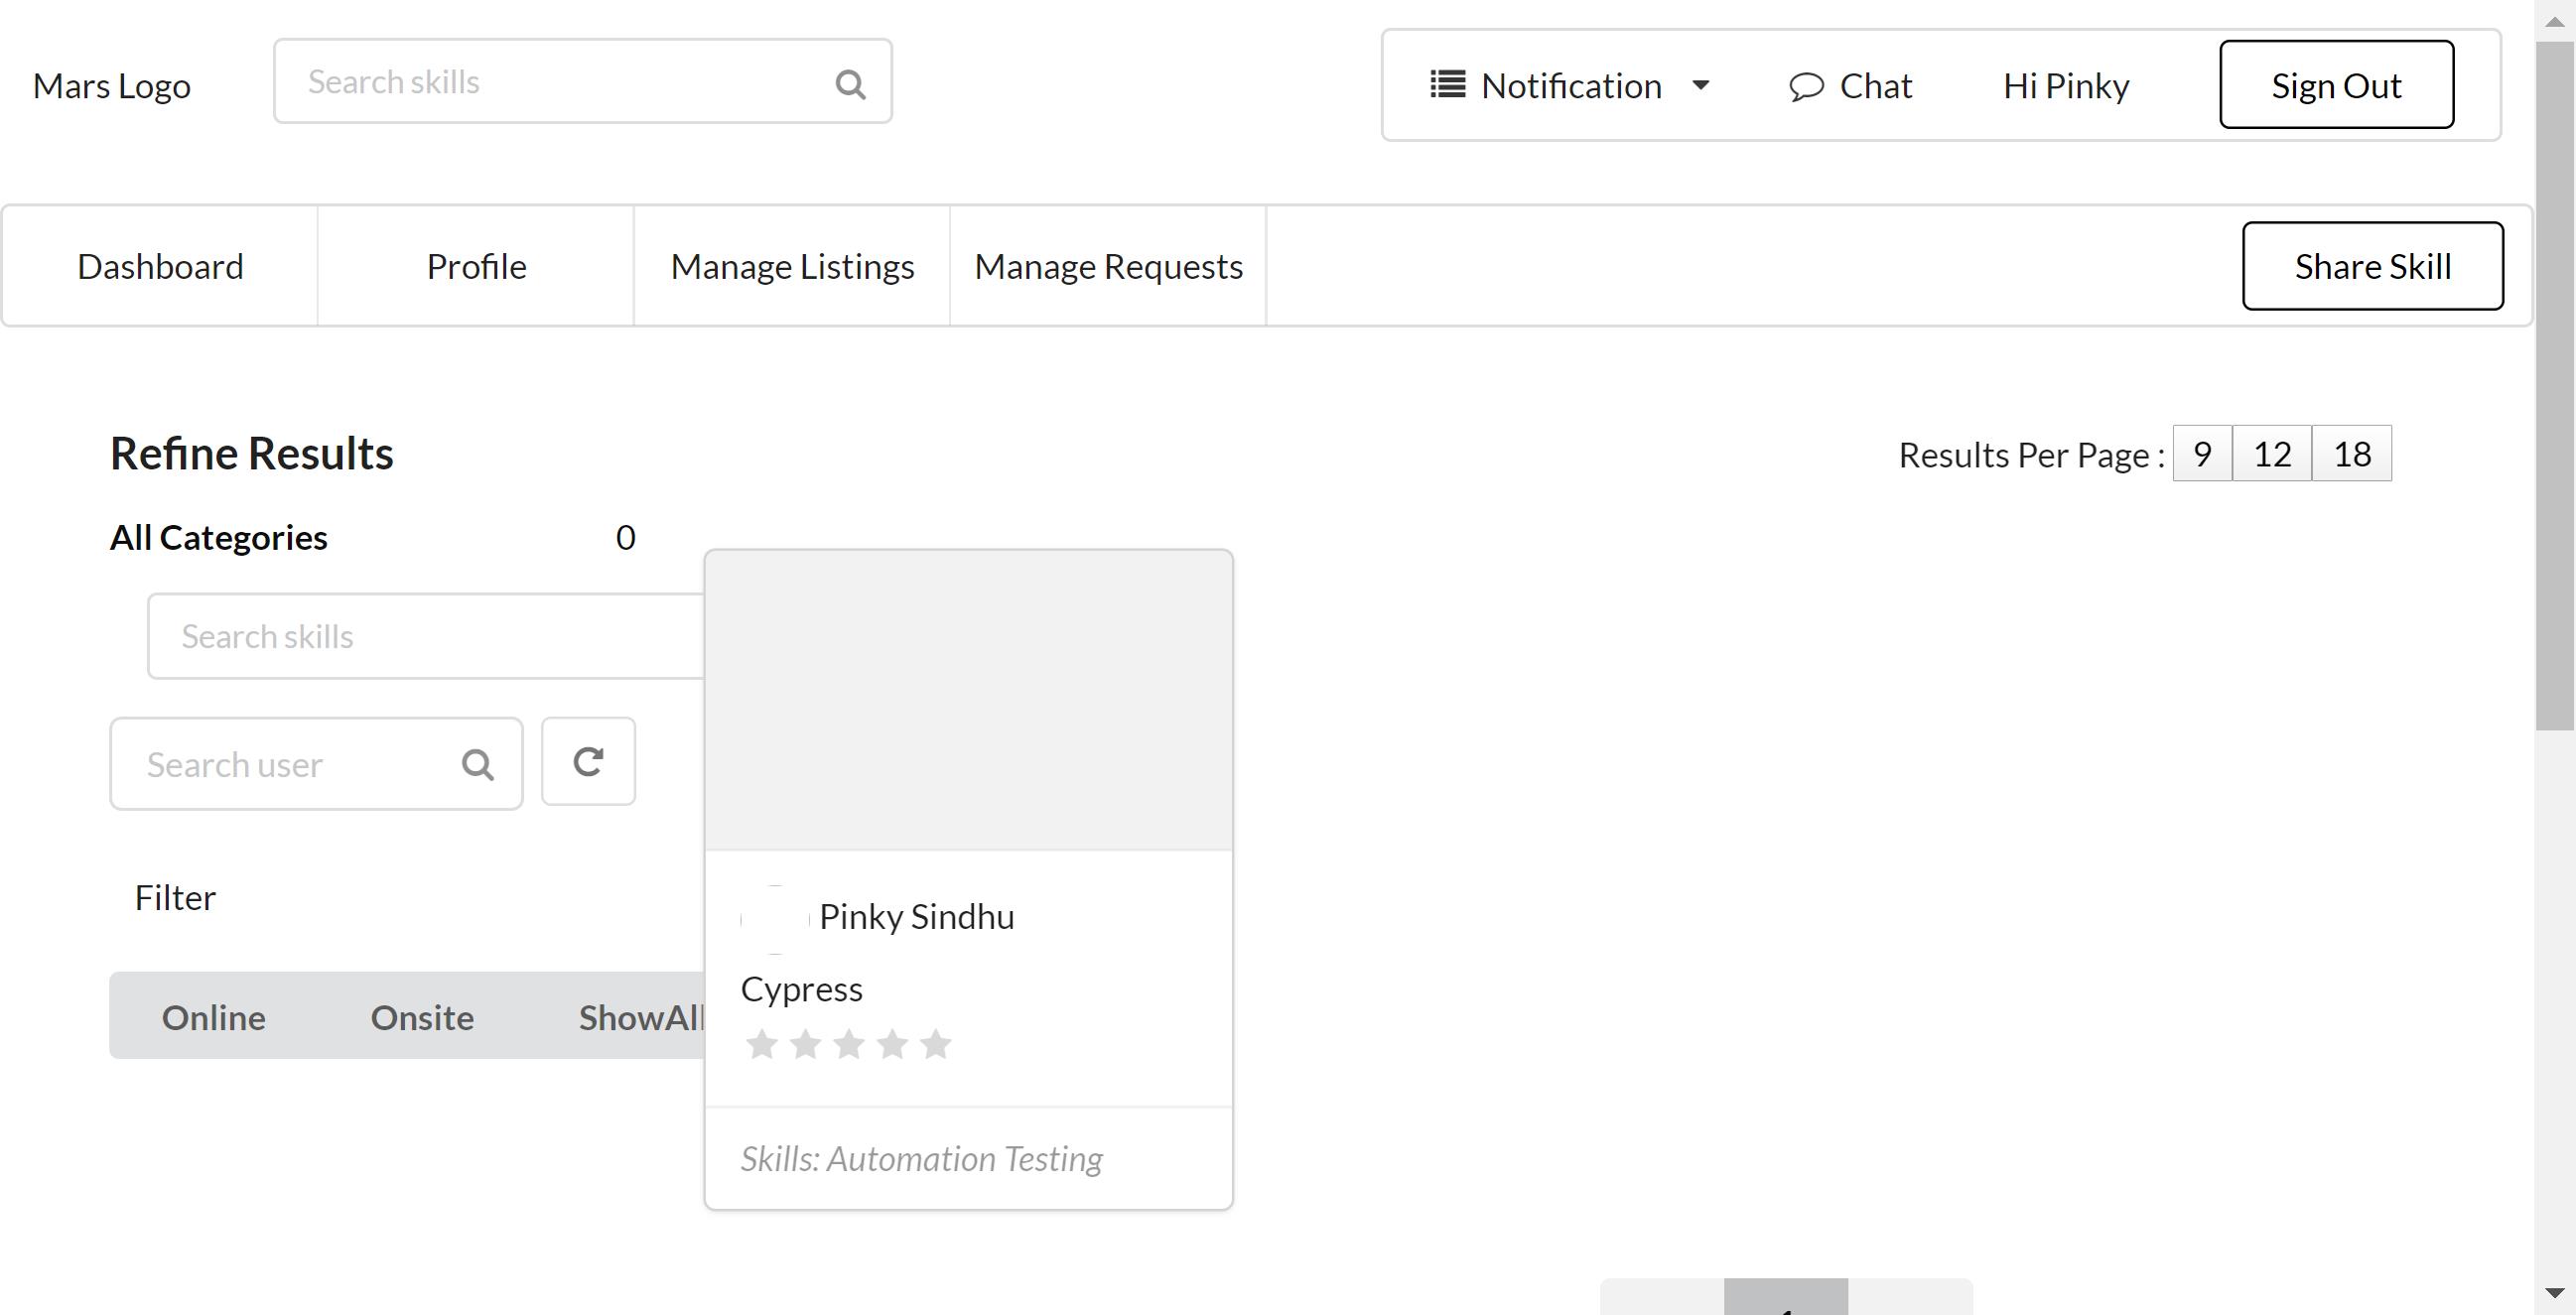 Mars Logo
Search skills
Notification
Chat
Hi Pinky
Sign Out
Dashboard
Profile
Manage Listings
Manage Requests
Share Skill
Refine Results
Results Per Page : 9 12 18
All Categories 0
Search skills
Search user
Filter
Online
Onsite
ShowAll
Pinky Sindhu
Cypress
Skills: Automation Testing